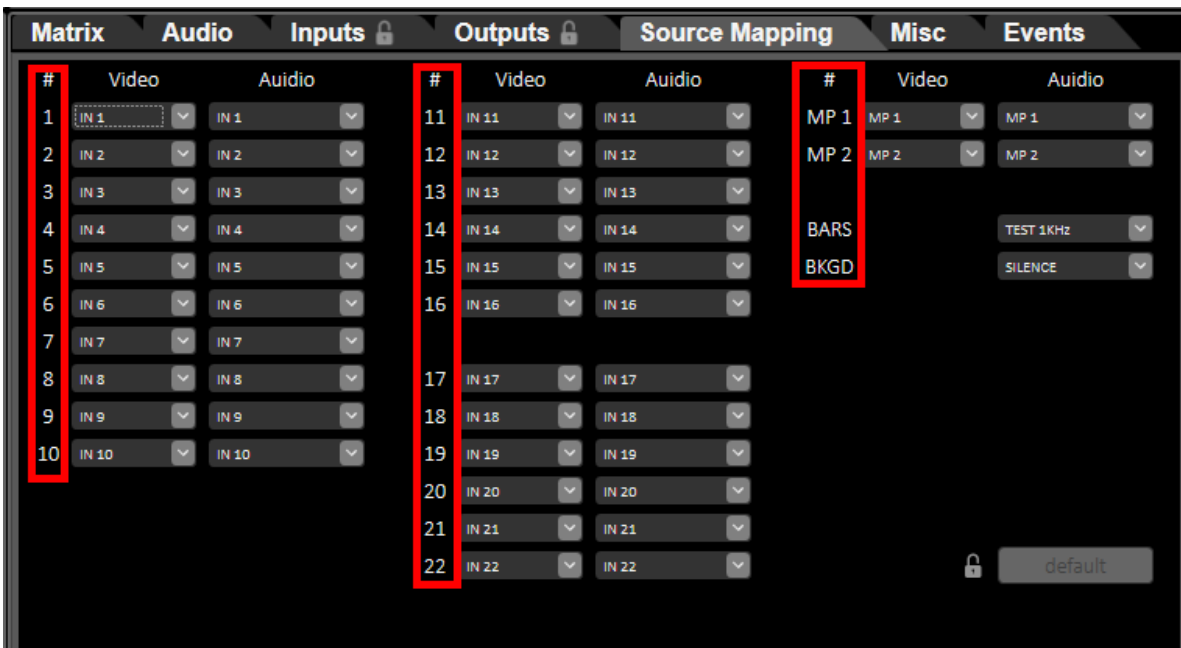 Matrix Audio Inputs Outputs Source Mapping Misc Events
# Video Auidio # Video Auidio # Video Auidio
1 IN 1 IN 1 11 IN 11 IN 11 MP 1 MP 1 MP 1
2 IN 2 IN 2 12 IN 12 IN 12 MP 2 MP 2 MP 2
3 IN 3 IN 3 13 IN 13 IN 13
4 IN 4 IN 4 14 IN 14 IN 14 BARS TEST 1KHz
5 IN 5 IN 5 15 IN 15 IN 15 BKGD SILENCE
6 IN 6 IN 6 16 IN 16 IN 16
7 IN 7 IN 7
8 IN 8 IN 8 17 IN 17 IN 17
9 IN 9 IN 9 18 IN 18 IN 18
10 IN 10 IN 10 19 IN 19 IN 19
20 IN 20 IN 20
21 IN 21 IN 21
22 IN 22 IN 22 default